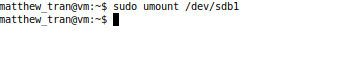 matthew_tran@vm:~$ sudo umount /dev/sdb1
matthew_tran@vm:~$